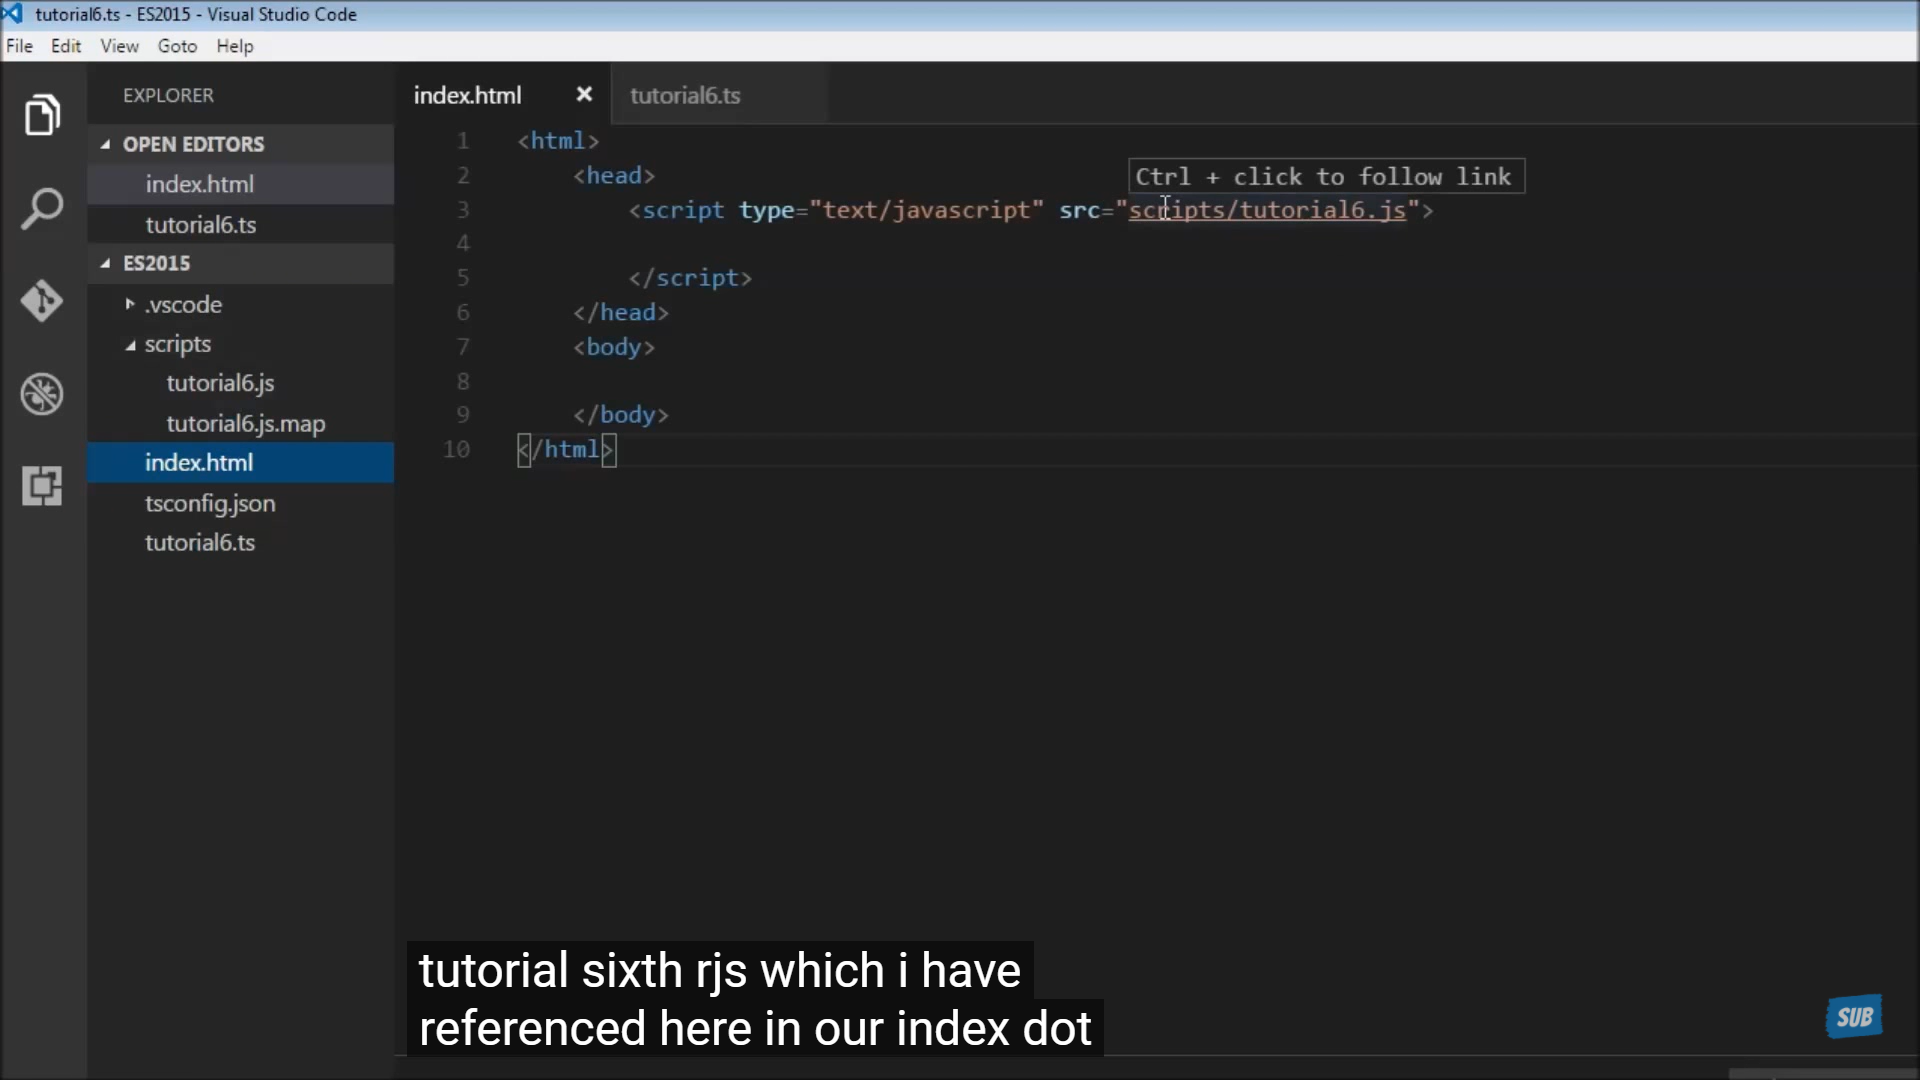 tutorial6.ts - ES2015 - Visual Studio Code
File Edit View Goto Help
EXPLORER
OPEN EDITORS
index.html
tutorial6.ts
ES2015
.vscode
scripts
tutorial6.js
tutorial6.js.map
index.html
tsconfig.json
tutorial6.ts
index.html tutorial6.ts
1 <html>
2 <head>
Ctrl + click to follow link
3 <script type="text/javascript" src="scripts/tutorial6.js">
4
5 </script>
6 </head>
7 <body>
8
9 </body>
10 </html>
tutorial sixth rjs which i have
referenced here in our index dot
SUB